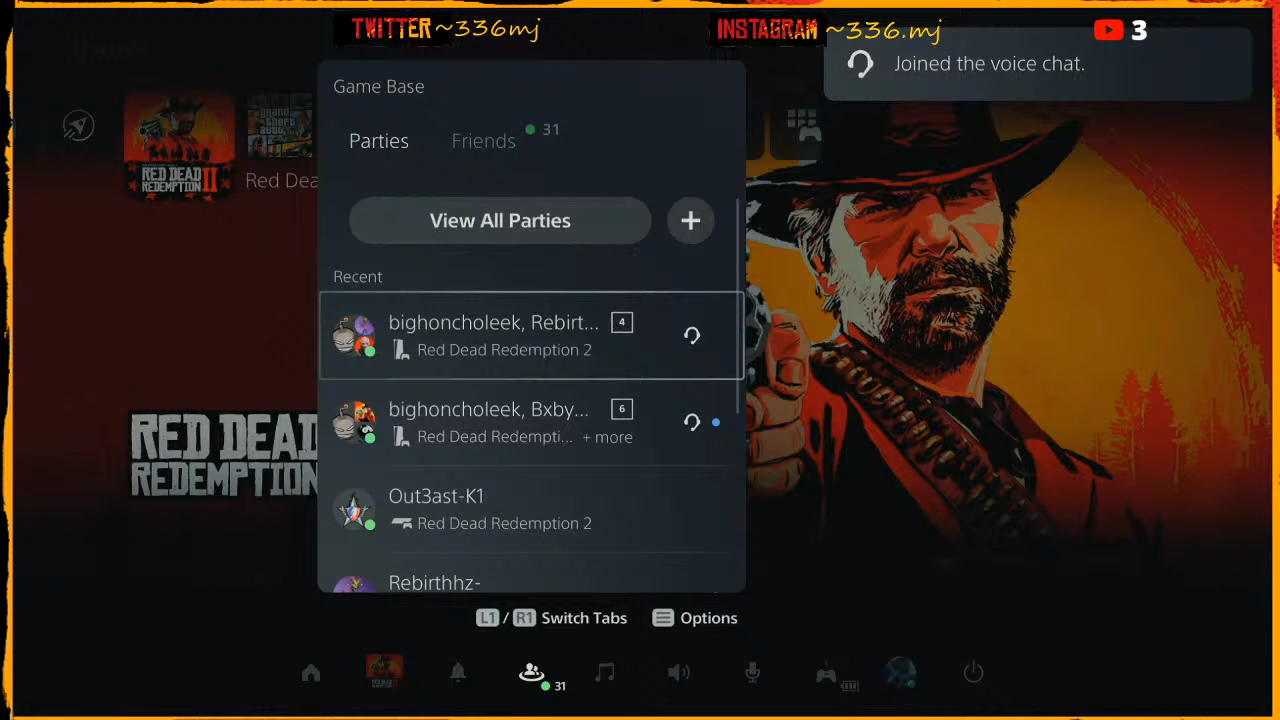 TWITTER ~336mj
INSTAGRAM ~336.mj
3
Joined the voice chat.
Game Base
Parties
Friends
31
RED DEAD
REDEMPTION II
Red Dea
View All Parties
+
Recent
bighoncholeek, Rebirt... 4
Red Dead Redemption 2
bighoncholeek, Bxby... 6
Red Dead Redempti... + more
RED DEAD
REDEMPTION
Out3ast-K1
Red Dead Redemption 2
Rebirthhz-
L1 / R1 Switch Tabs
Options
31